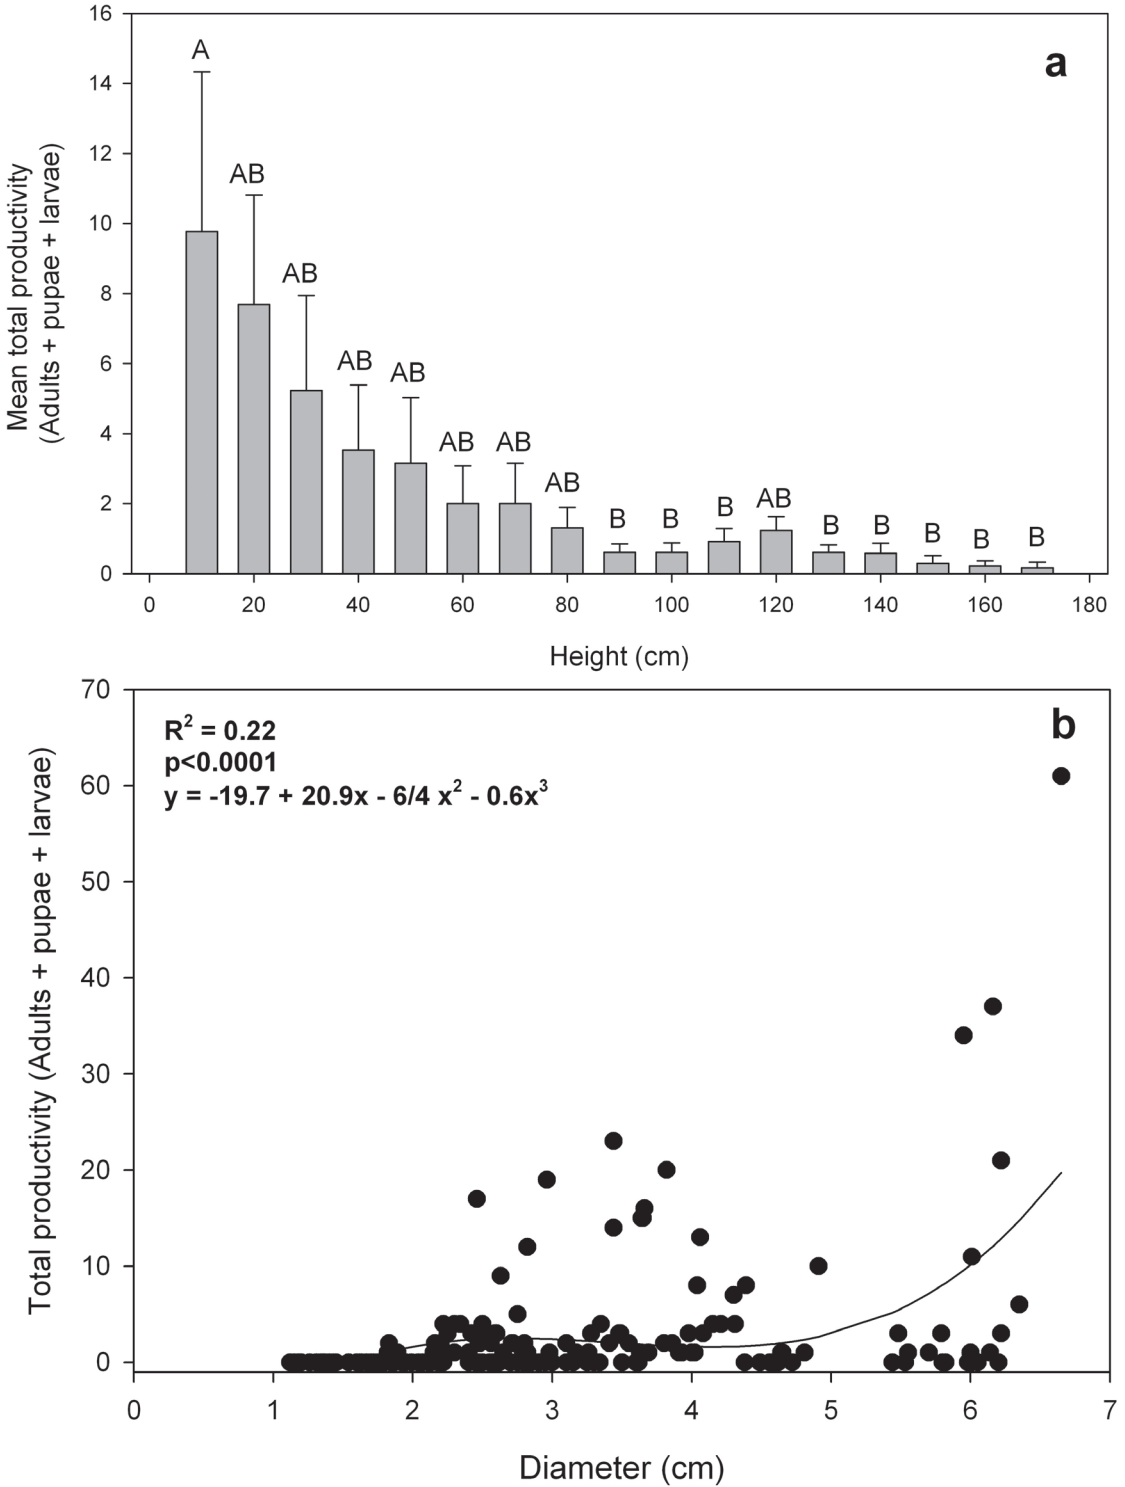 16
14
12
10
8
6
4
2
0
Mean total productivity
(Adults + pupae + larvae)
a
A
AB
AB
AB
AB
AB
AB
AB
B
B
B
AB
B
B
B
B
B
0 20 40 60 80 100 120 140 160 180
Height (cm)
70
60
50
40
30
20
10
0
Total productivity (Adults + pupae + larvae)
b
R² = 0.22
p<0.0001
y = -19.7 + 20.9x - 6/4 x² - 0.6x³
0 1 2 3 4 5 6 7
Diameter (cm)